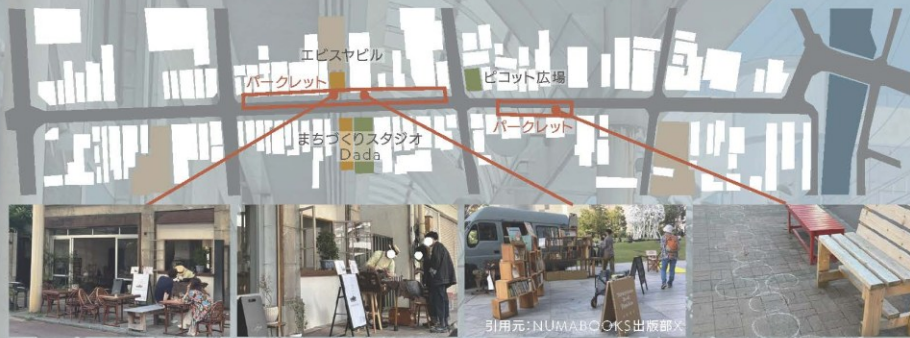 エビスヤビル
パークレット
ピコット広場
パークレット
まちづくりスタジオ
Dada
引用元:NUMABOOKS出版部X